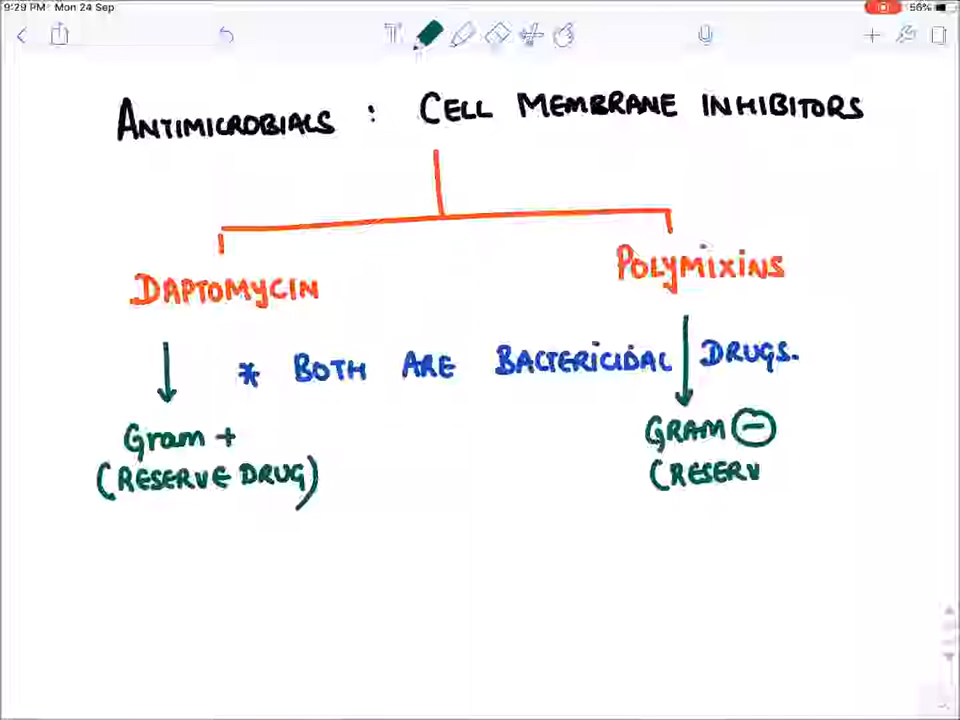 9:29 PM Mon 24 Sep 56%
ANTIMICROBIALS : CELL MEMBRANE INHIBITORS
DAPTOMYCIN POLYMIXINS
* BOTH ARE BACTERICIDAL DRUGS.
Gram + GRAM -
(RESERVE DRUG) (RESERV